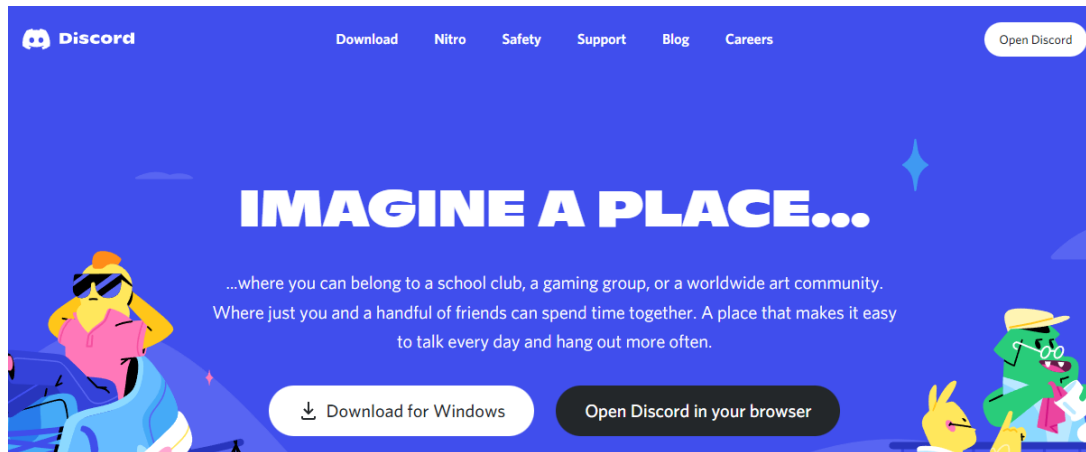 Discord
Download Nitro Safety Support Blog Careers
Open Discord
IMAGINE A PLACE...
...where you can belong to a school club, a gaming group, or a worldwide art community.
Where just you and a handful of friends can spend time together. A place that makes it easy
to talk every day and hang out more often.
Download for Windows
Open Discord in your browser